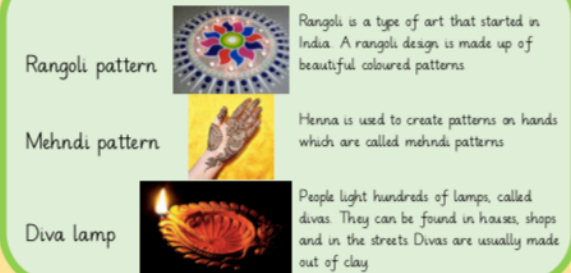 Rangoli pattern
Rangoli is a type of art that started in
India. A rangoli design is made up of
beautiful coloured patterns
Mehndi pattern
Henna is used to create patterns on hands
which are called mehndi patterns
Diva lamp
People light hundreds of lamps, called
divas. They can be found in houses, shops
and in the streets Divas are usually made
out of clay.